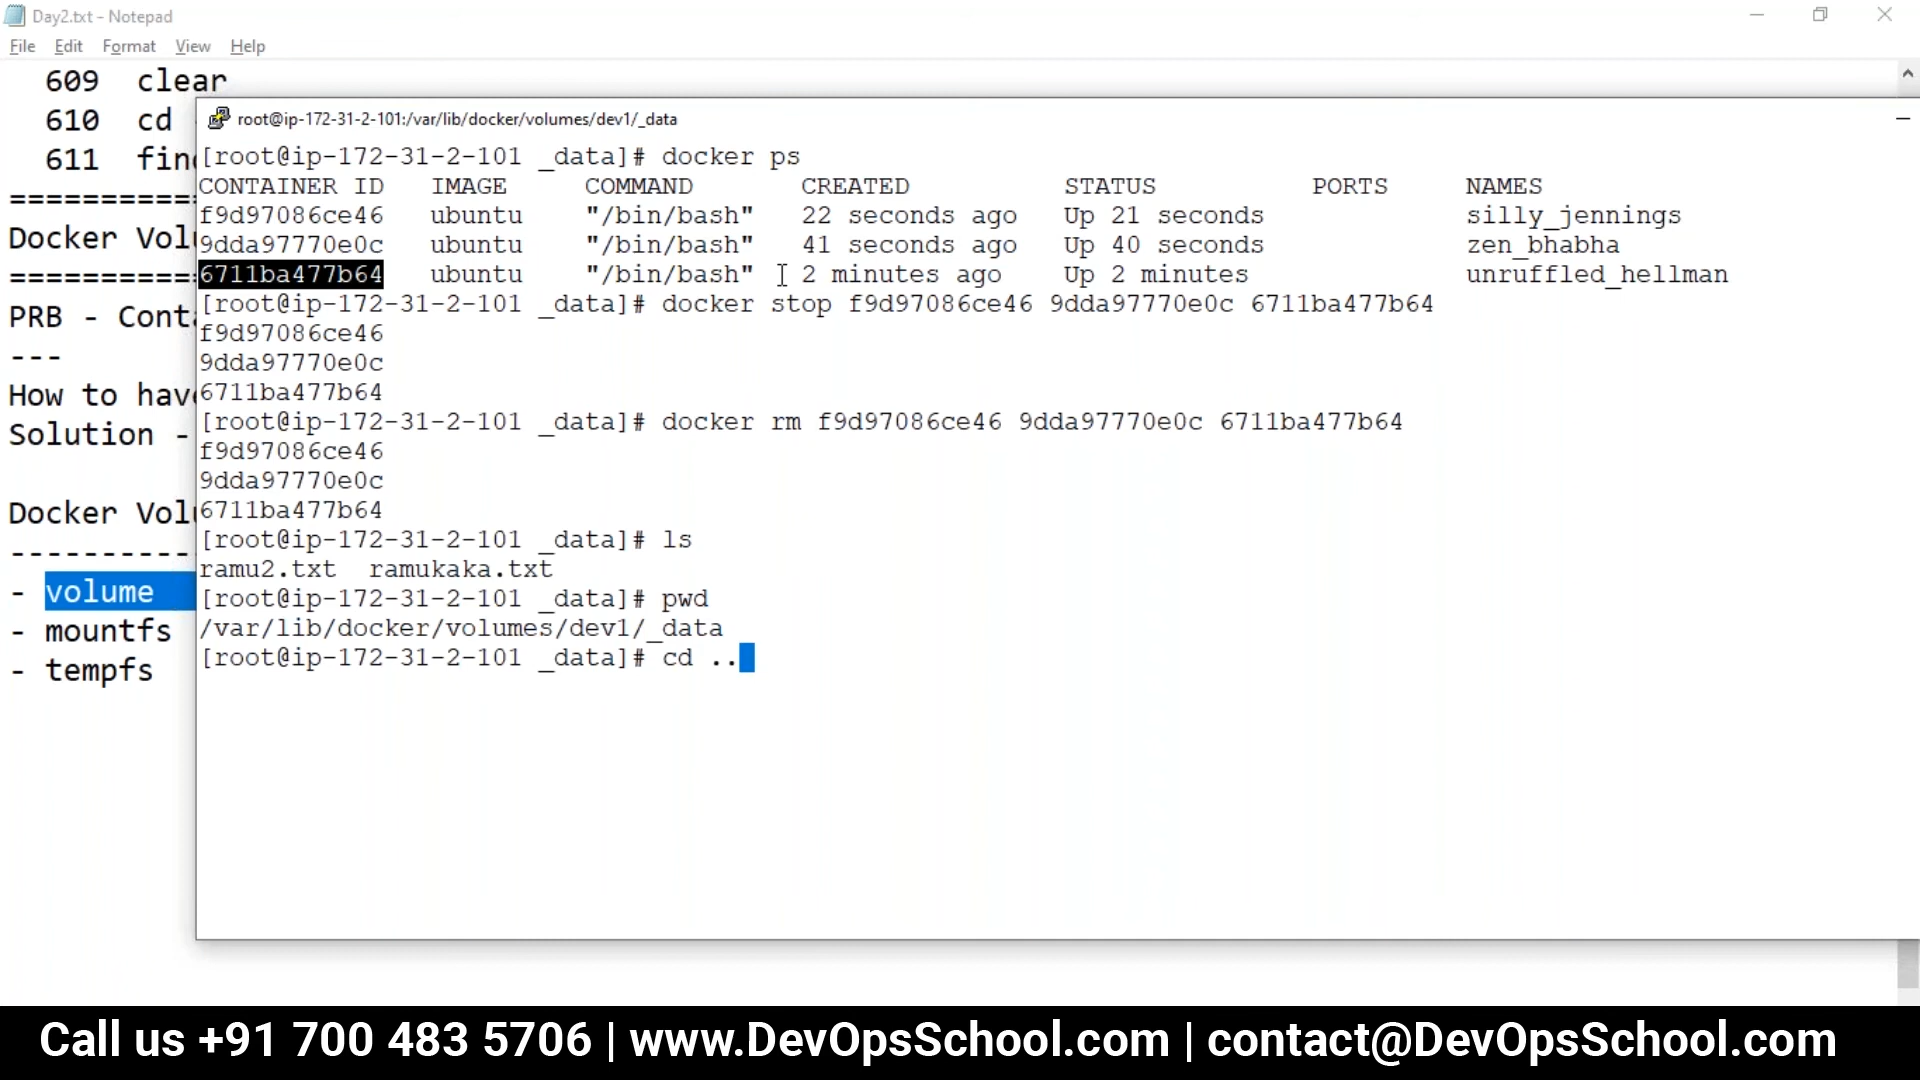 Day2.txt - Notepad
File Edit Format View Help
609 clear
610 cd
611 find
===========
Docker Vol
===========
PRB - Cont
---
How to have
Solution -
Docker Vol
----------
- volume
- mountfs
- tempfs
root@ip-172-31-2-101:/var/lib/docker/volumes/dev1/_data
[root@ip-172-31-2-101 _data]# docker ps
CONTAINER ID IMAGE COMMAND CREATED STATUS PORTS NAMES
f9d97086ce46 ubuntu "/bin/bash" 22 seconds ago Up 21 seconds silly_jennings
9dda97770e0c ubuntu "/bin/bash" 41 seconds ago Up 40 seconds zen_bhabha
6711ba477b64 ubuntu "/bin/bash" 2 minutes ago Up 2 minutes unruffled_hellman
[root@ip-172-31-2-101 _data]# docker stop f9d97086ce46 9dda97770e0c 6711ba477b64
f9d97086ce46
9dda97770e0c
6711ba477b64
[root@ip-172-31-2-101 _data]# docker rm f9d97086ce46 9dda97770e0c 6711ba477b64
f9d97086ce46
9dda97770e0c
6711ba477b64
[root@ip-172-31-2-101 _data]# ls
ramu2.txt ramukaka.txt
[root@ip-172-31-2-101 _data]# pwd
/var/lib/docker/volumes/dev1/_data
[root@ip-172-31-2-101 _data]# cd ..
Call us +91 700 483 5706 | www.DevOpsSchool.com | contact@DevOpsSchool.com